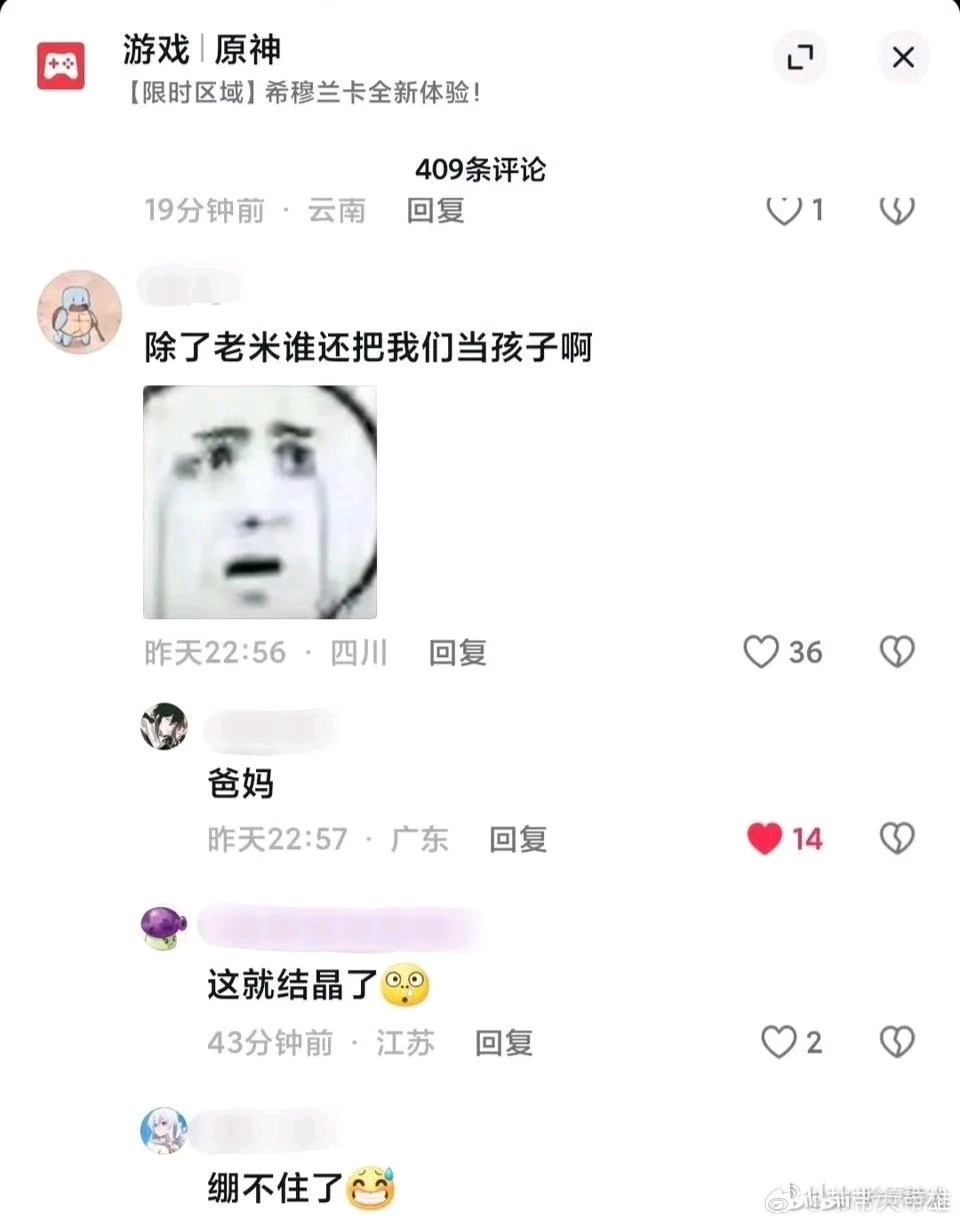 游戏 | 原神
【限时区域】希穆兰卡全新体验!
409条评论
19分钟前 · 云南 回复 1
除了老米谁还把我们当孩子啊
昨天22:56 · 四川 回复 36
爸妈
昨天22:57 · 广东 回复 14
这就结晶了
43分钟前 · 江苏 回复 2
绷不住了